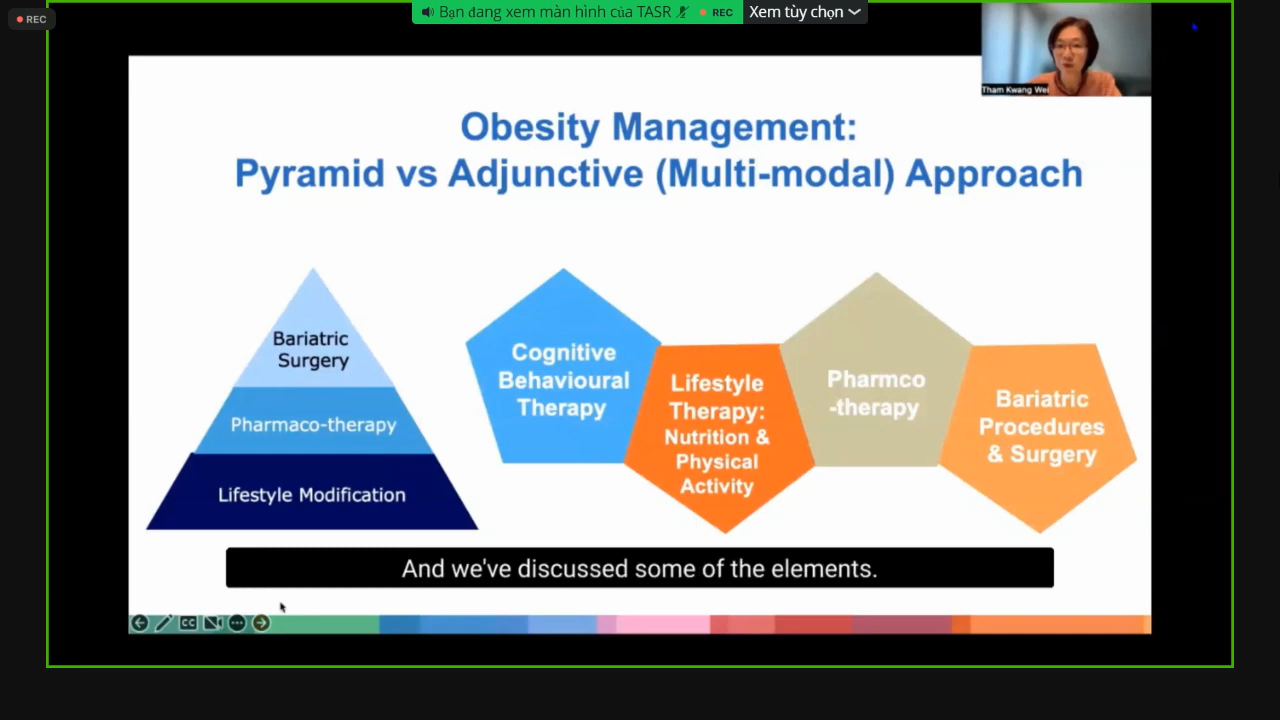 REC
Bạn đang xem màn hình của TASR
REC
Xem tùy chọn
Tham Kwang Wei
Obesity Management:
Pyramid vs Adjunctive (Multi-modal) Approach
Bariatric
Surgery
Pharmaco-therapy
Lifestyle Modification
Cognitive
Behavioural
Therapy
Lifestyle
Therapy:
Nutrition &
Physical
Activity
Pharmco
-therapy
Bariatric
Procedures
& Surgery
And we've discussed some of the elements.
CC